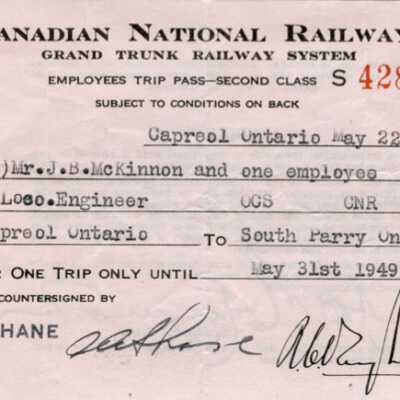 CANADIAN NATIONAL RAILWAY
GRAND TRUNK RAILWAY SYSTEM
EMPLOYEES TRIP PASS—SECOND CLASS S 428
SUBJECT TO CONDITIONS ON BACK
Capreol Ontario May 22
)Mr.J.B.McKinnon and one employee
Loco.Engineer OCS CNR
preol Ontario To South Parry On
ONE TRIP ONLY UNTIL May 31st 1949
COUNTERSIGNED BY
HANE